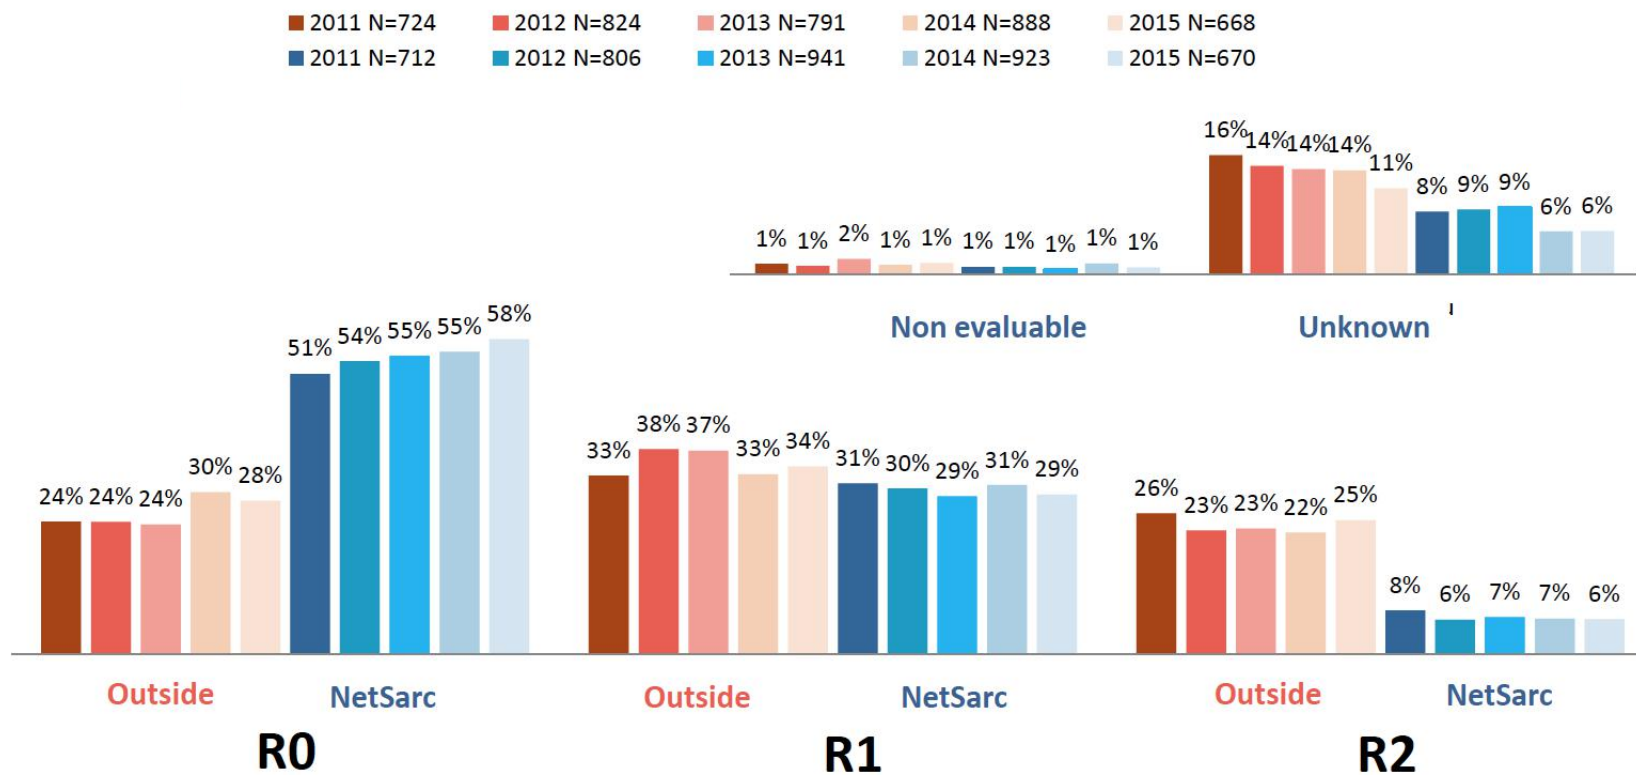 2011 N=724 2012 N=824 2013 N=791 2014 N=888 2015 N=668
2011 N=712 2012 N=806 2013 N=941 2014 N=923 2015 N=670
16% 14% 14% 14% 11% 8% 9% 9% 6% 6%
1% 1% 2% 1% 1% 1% 1% 1% 1% 1%
Non evaluable Unknown
51% 54% 55% 55% 58%
24% 24% 24% 30% 28%
33% 38% 37% 33% 34% 31% 30% 29% 31% 29%
26% 23% 23% 22% 25% 8% 6% 7% 7% 6%
Outside NetSarc Outside NetSarc Outside NetSarc
R0 R1 R2